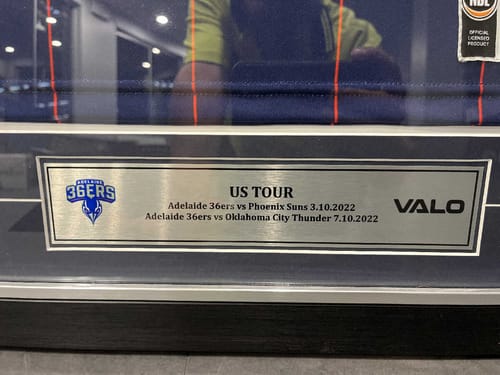 NBL
OFFICIAL
LICENSED
PRODUCT
ADELAIDE
36ERS
US TOUR
Adelaide 36ers vs Phoenix Suns 3.10.2022
Adelaide 36ers vs Oklahoma City Thunder 7.10.2022
VALO